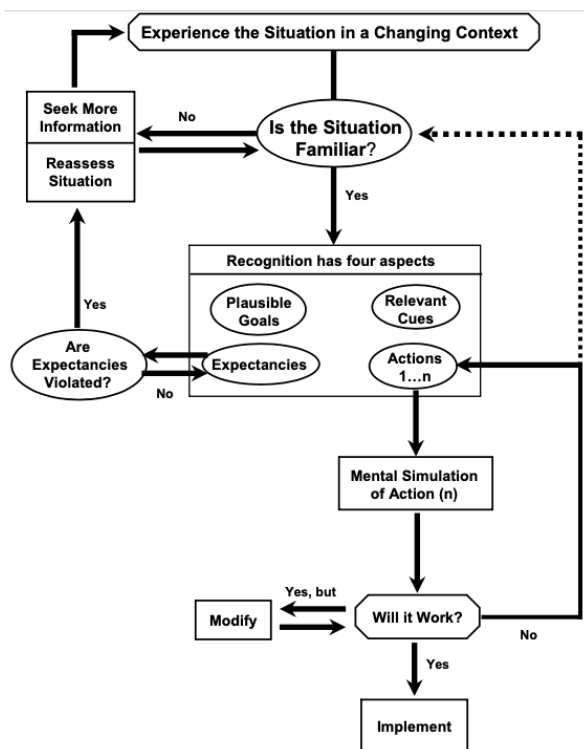 Experience the Situation in a Changing Context
Seek More
Information
Reassess
Situation
No
Is the Situation
Familiar?
Yes
Recognition has four aspects
Plausible
Goals
Relevant
Cues
Yes
Are
Expectancies
Violated?
No
Expectancies
Actions
1...n
Mental Simulation
of Action (n)
Yes, but
Modify
Will it Work?
No
Yes
Implement